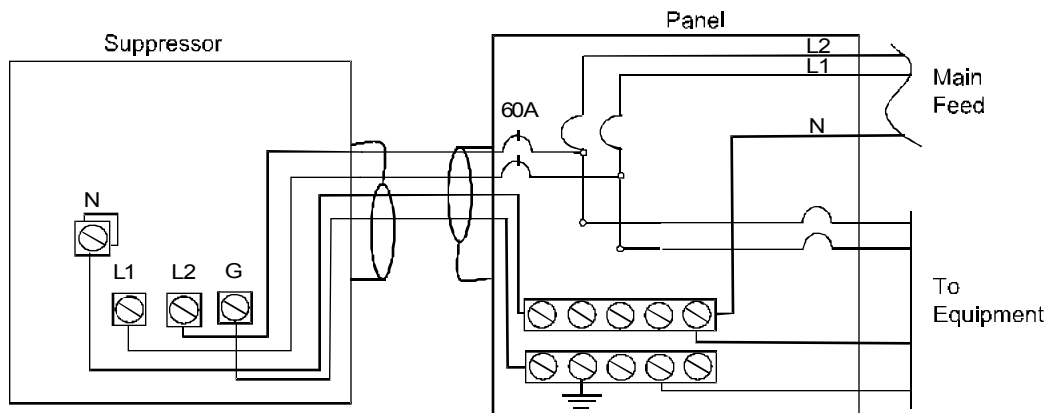 Panel
Suppressor
L2
L1
Main
Feed
60A
N
N
L1
L2
G
To
Equipment